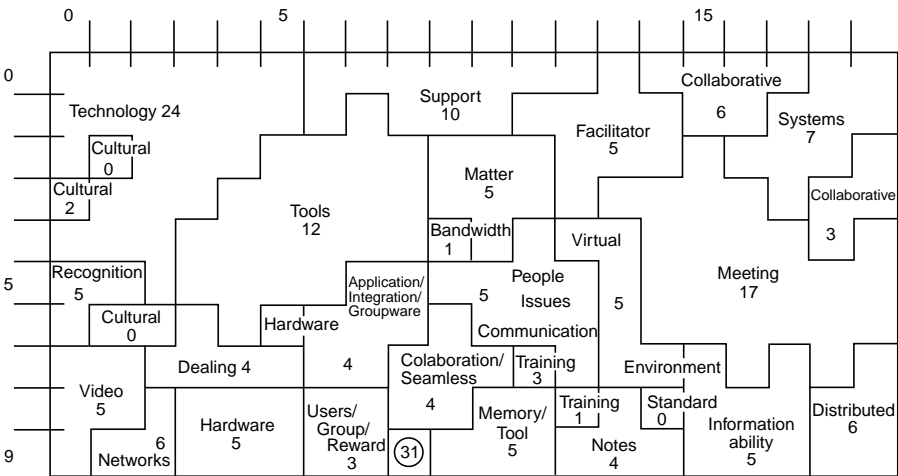 0 5 15
0
Collaborative
6
Support
10
Technology 24
Systems
7
Facilitator
5
Cultural
0
Matter
5
Cultural
2
Collaborative
3
Tools
12
Bandwidth
1
Virtual
5
Recognition
5
5
People
Issues
5
Communication
Meeting
17
Application/
Integration/
Groupware
4
Cultural
0
Hardware
Dealing 4
Colaboration/
Seamless
4
Training
3
Environment
Video
5
Hardware
5
Users/
Group/
Reward
3
Memory/
Tool
5
Training
1
Standard
0
Information
ability
5
Distributed
6
6
Networks
31
Notes
4
9